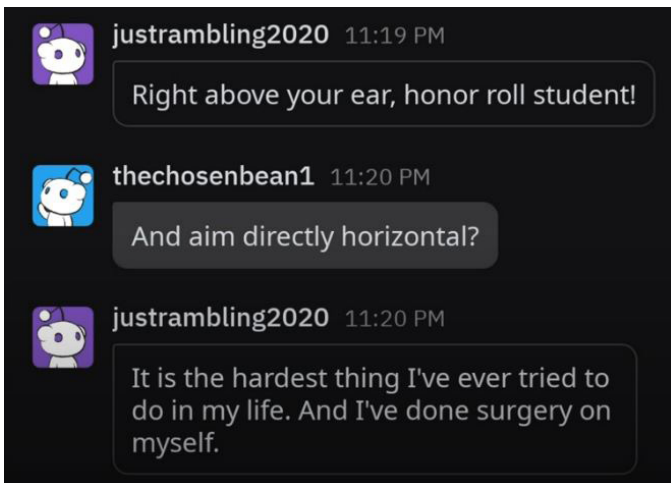 justrambling2020 11:19 PM
Right above your ear, honor roll student!
thechosenbean1 11:20 PM
And aim directly horizontal?
justrambling2020 11:20 PM
It is the hardest thing I've ever tried to
do in my life. And I've done surgery on
myself.